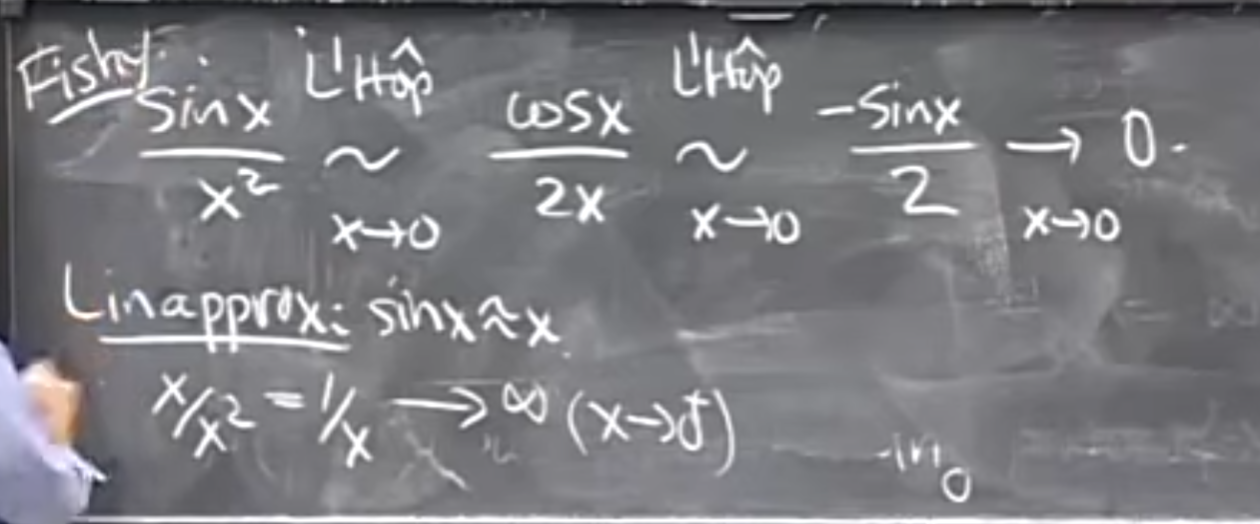 Fishy:
sin x / x² ~ (L'Hôp, x→0) cos x / 2x ~ (L'Hôp, x→0) -sin x / 2 → (x→0) 0.
Lin approx: sin x ≈ x
x/x² = 1/x → ∞ (x→0⁺)